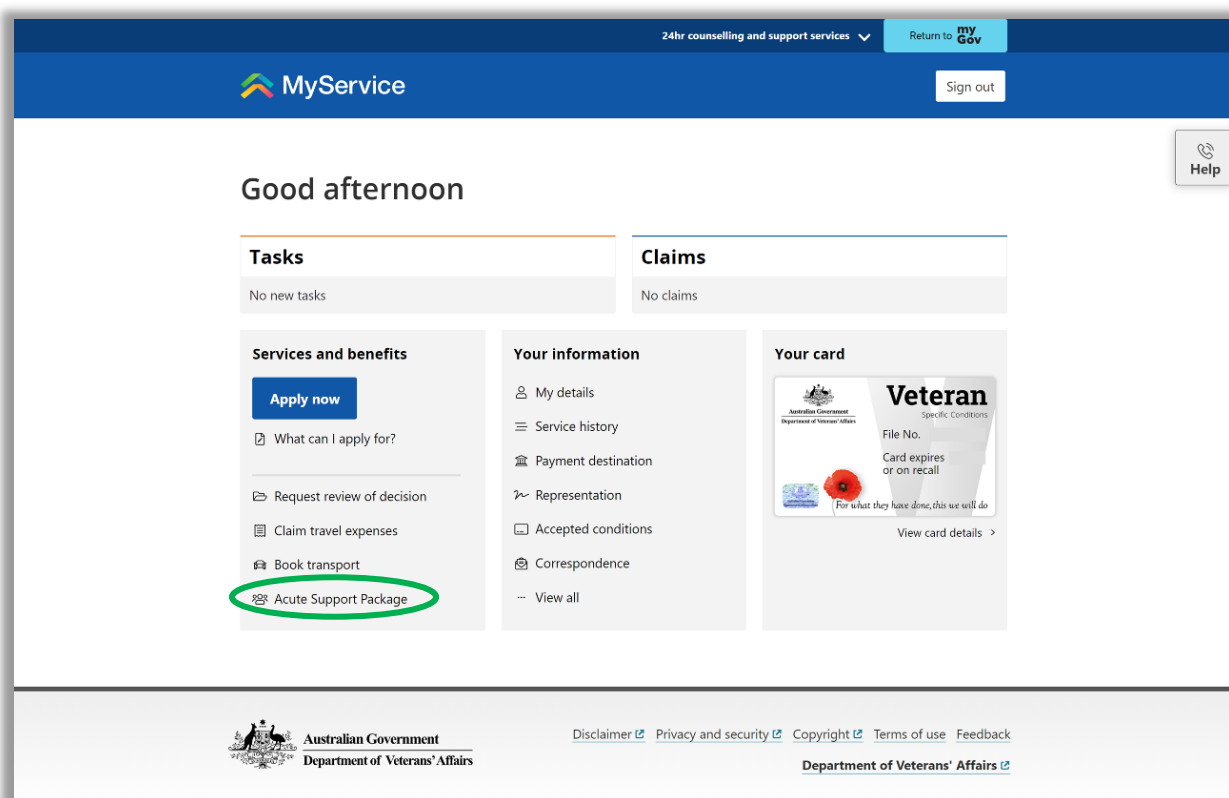 24hr counselling and support services
Return to my Gov
MyService
Sign out
Help
Good afternoon
Tasks
No new tasks
Claims
No claims
Services and benefits
Apply now
What can I apply for?
Request review of decision
Claim travel expenses
Book transport
Acute Support Package
Your information
My details
Service history
Payment destination
Representation
Accepted conditions
Correspondence
View all
Your card
Australian Government
Department of Veterans' Affairs
Veteran
Specific Conditions
File No.
Card expires
or on recall
For what they have done, this we will do
View card details
Australian Government
Department of Veterans' Affairs
Disclaimer Privacy and security Copyright Terms of use Feedback
Department of Veterans' Affairs